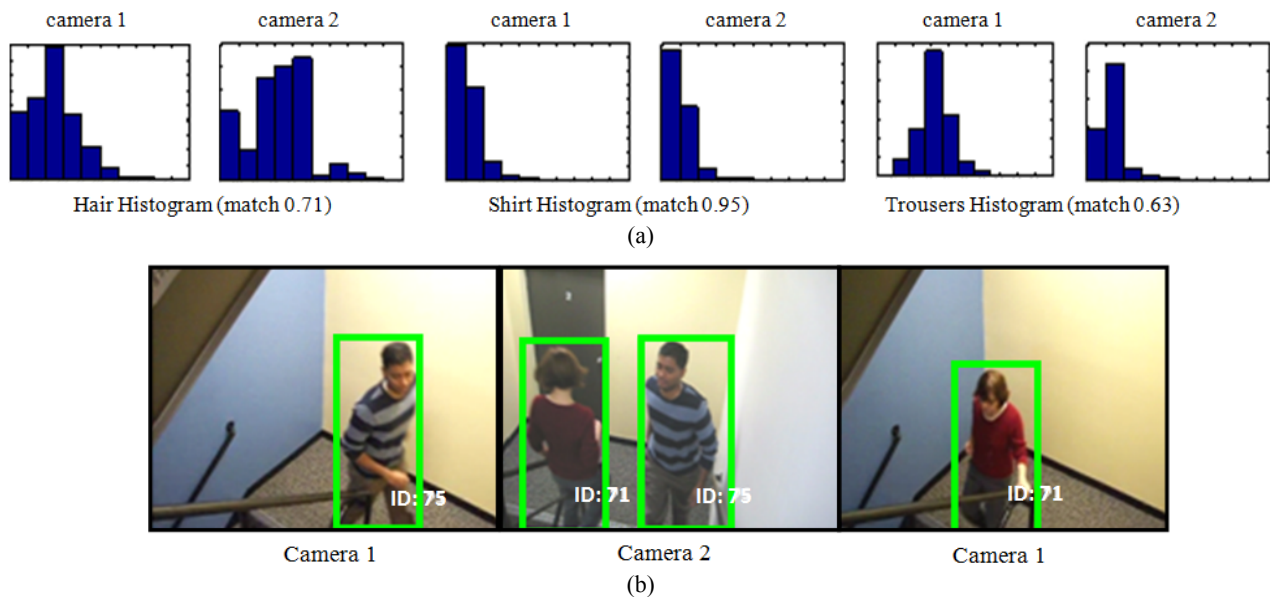 camera 1
camera 2
camera 1
camera 2
camera 1
camera 2
Hair Histogram (match 0.71)
Shirt Histogram (match 0.95)
Trousers Histogram (match 0.63)
(a)
ID: 75
ID: 71
ID: 75
ID: 71
Camera 1
Camera 2
Camera 1
(b)